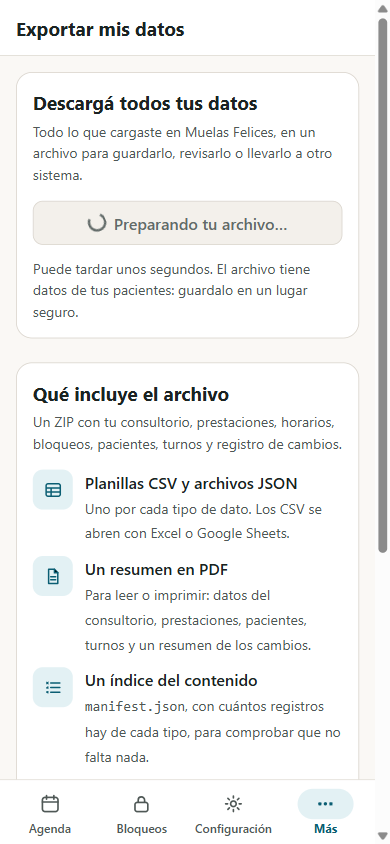 Exportar mis datos
Descargá todos tus datos
Todo lo que cargaste en Muelas Felices, en un
archivo para guardarlo, revisarlo o llevarlo a otro
sistema.
Preparando tu archivo...
Puede tardar unos segundos. El archivo tiene
datos de tus pacientes: guardalo en un lugar
seguro.
Qué incluye el archivo
Un ZIP con tu consultorio, prestaciones, horarios,
bloqueos, pacientes, turnos y registro de cambios.
Planillas CSV y archivos JSON
Uno por cada tipo de dato. Los CSV se
abren con Excel o Google Sheets.
Un resumen en PDF
Para leer o imprimir: datos del
consultorio, prestaciones, pacientes,
turnos y un resumen de los cambios.
Un índice del contenido
manifest.json, con cuántos registros
hay de cada tipo, para comprobar que no
falta nada.
Agenda
Bloqueos
Configuración
Más